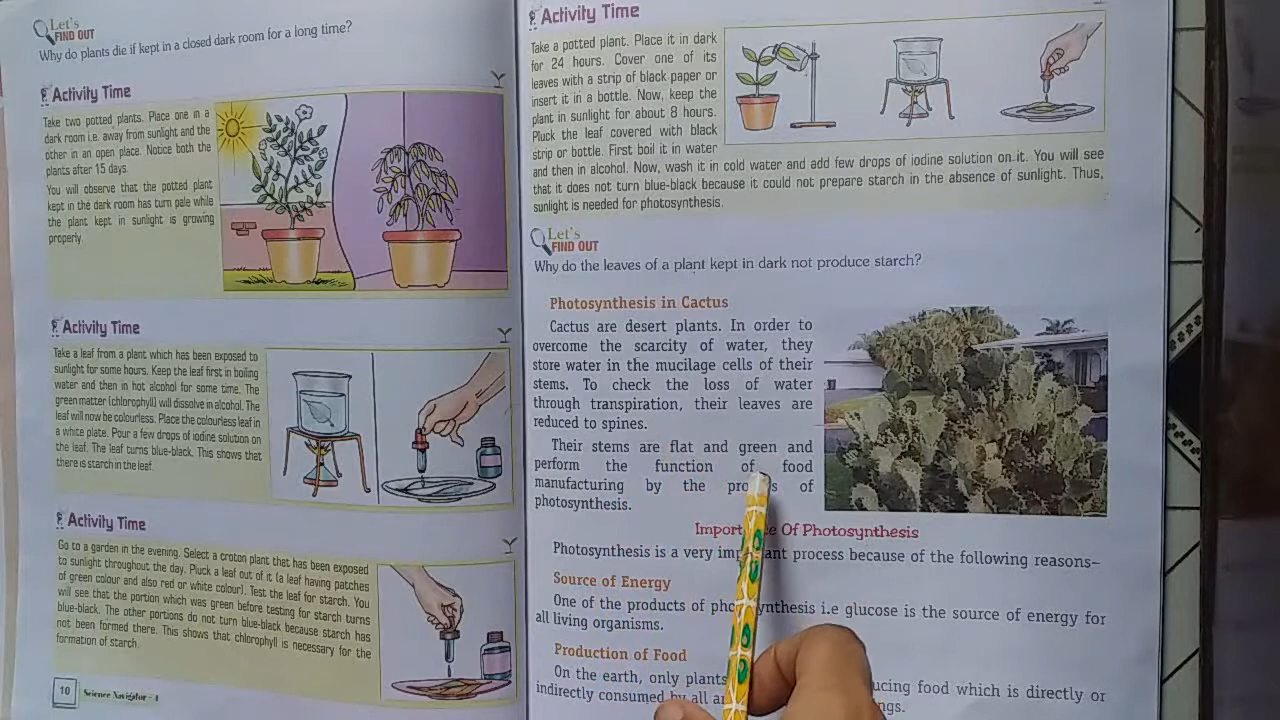 Let's
FIND OUT
Why do plants die if kept in a closed dark room for a long time?
Activity Time
Take two potted plants. Place one in a
dark room i.e. away from sunlight and the
other in an open place. Notice both the
plants after 15 days.
You will observe that the potted plant
kept in the dark room has turn pale while
the plant kept in sunlight is growing
properly.
Activity Time
Take a leaf from a plant which has been exposed to
sunlight for some hours. Keep the leaf first in boiling
water and then in hot alcohol for some time. The
green matter (chlorophyll) will dissolve in alcohol. The
leaf will now be colourless. Place the colourless leaf in
a white plate. Pour a few drops of iodine solution on
the leaf. The leaf turns blue-black. This shows that
there is starch in the leaf.
Activity Time
Go to a garden in the evening. Select a croton plant that has been exposed
to sunlight throughout the day. Pluck a leaf out of it (a leaf having patches
of green colour and also red or white colour). Test the leaf for starch. You
will see that the portion which was green before testing for starch turns
blue-black. The other portions do not turn blue-black because starch has
not been formed there. This shows that chlorophyll is necessary for the
formation of starch.
10 Science Navigator -
Activity Time
Take a potted plant. Place it in dark
for 24 hours. Cover one of its
leaves with a strip of black paper or
insert it in a bottle. Now, keep the
plant in sunlight for about 8 hours.
Pluck the leaf covered with black
strip or bottle. First boil it in water
and then in alcohol. Now, wash it in cold water and add few drops of iodine solution on it. You will see
that it does not turn blue-black because it could not prepare starch in the absence of sunlight. Thus,
sunlight is needed for photosynthesis.
Let's
FIND OUT
Why do the leaves of a plant kept in dark not produce starch?
Photosynthesis in Cactus
Cactus are desert plants. In order to
overcome the scarcity of water, they
store water in the mucilage cells of their
stems. To check the loss of water
through transpiration, their leaves are
reduced to spines.
Their stems are flat and green and
perform the function of food
manufacturing by the of
photosynthesis.
Of Photosynthesis
Photosynthesis is a very process because of the following reasons–
Source of Energy
One of the products of i.e glucose is the source of energy for
all living organisms.
Production of Food
On the earth, only plants food which is directly or
indirectly consumed by all